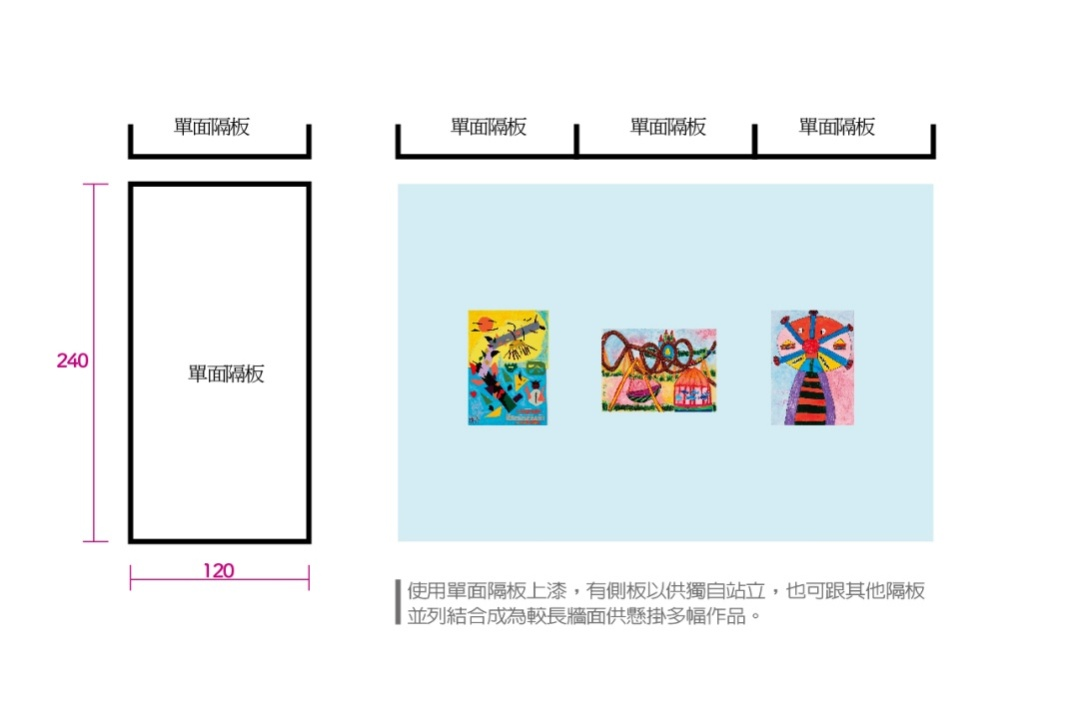 單面隔板
單面隔板 單面隔板 單面隔板
240
單面隔板
120
使用單面隔板上漆，有側板以供獨自站立，也可跟其他隔板
並列結合成為較長牆面供懸掛多幅作品。